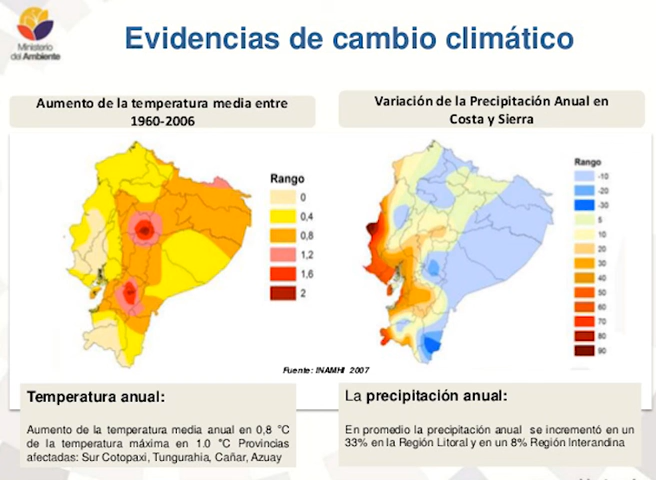 Ministerio
del Ambiente
Evidencias de cambio climático
Aumento de la temperatura media entre
1960-2006
Variación de la Precipitación Anual en
Costa y Sierra
Rango
0
0,4
0,8
1,2
1,6
2
Rango
-10
-20
-30
5
10
20
30
40
50
60
70
80
90
Fuente: INAMHI 2007
Temperatura anual:
Aumento de la temperatura media anual en 0,8 °C
de la temperatura máxima en 1.0 °C Provincias
afectadas: Sur Cotopaxi, Tungurahia, Cañar, Azuay
La precipitación anual:
En promedio la precipitación anual se incrementó en un
33% en la Región Litoral y en un 8% Región Interandina